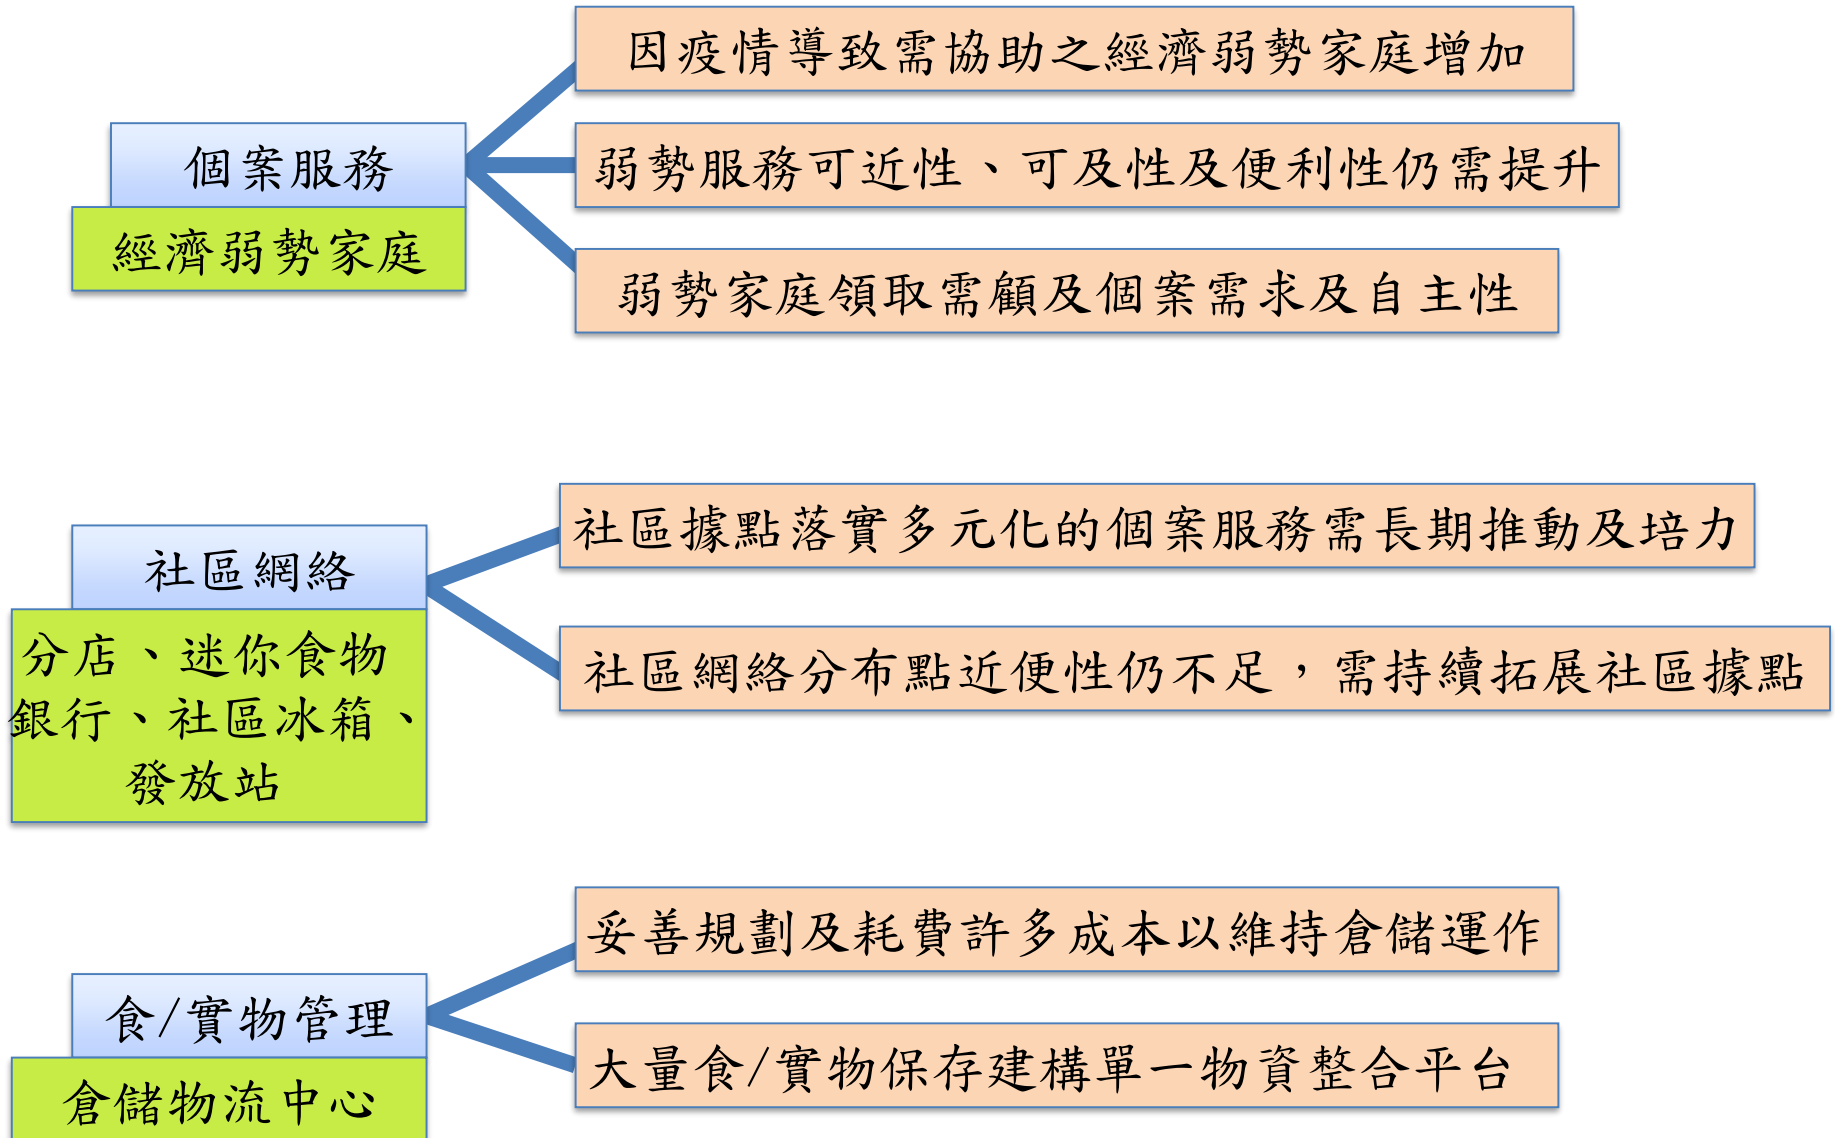 個案服務
經濟弱勢家庭
因疫情導致需協助之經濟弱勢家庭增加
弱勢服務可近性、可及性及便利性仍需提升
弱勢家庭領取需顧及個案需求及自主性
社區網絡
分店、迷你食物
銀行、社區冰箱、
發放站
社區據點落實多元化的個案服務需長期推動及培力
社區網絡分布點近便性仍不足，需持續拓展社區據點
食/實物管理
倉儲物流中心
妥善規劃及耗費許多成本以維持倉儲運作
大量食/實物保存建構單一物資整合平台